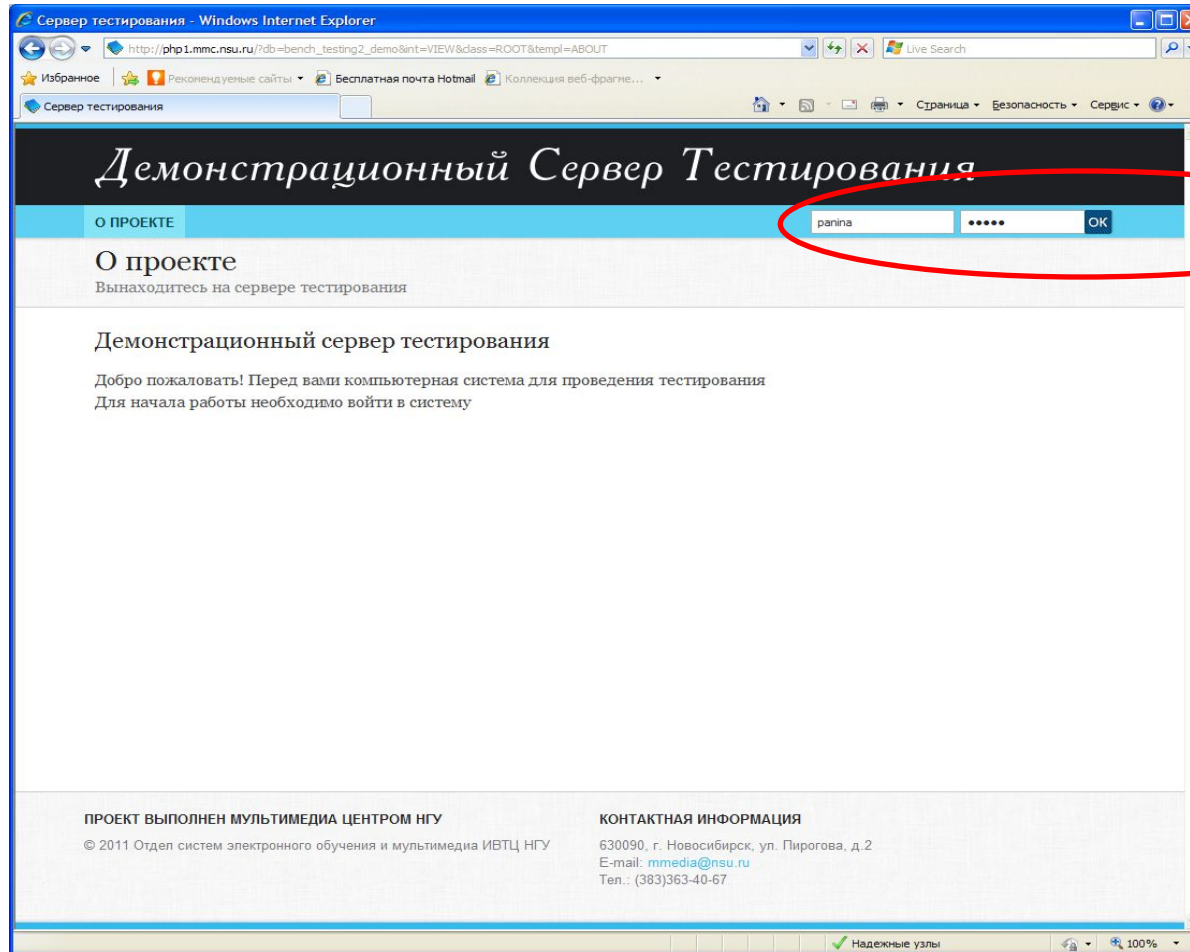 Сервер тестирования - Windows Internet Explorer
http://php1.mmc.nsu.ru/?db=bench_testing2_demo&int=VIEW&class=ROOT&templ=ABOUT
Live Search
Избранное Рекомендуемые сайты Бесплатная почта Hotmail Коллекция веб-фрагме...
Сервер тестирования Страница Безопасность Сервис
Демонстрационный Сервер Тестирования
О ПРОЕКТЕ panina ••••• OK
О проекте
Вынаходитесь на сервере тестирования
Демонстрационный сервер тестирования
Добро пожаловать! Перед вами компьютерная система для проведения тестирования
Для начала работы необходимо войти в систему
ПРОЕКТ ВЫПОЛНЕН МУЛЬТИМЕДИА ЦЕНТРОМ НГУ
© 2011 Отдел систем электронного обучения и мультимедиа ИВТЦ НГУ
КОНТАКТНАЯ ИНФОРМАЦИЯ
630090, г. Новосибирск, ул. Пирогова, д.2
E-mail: mmedia@nsu.ru
Тел.: (383)363-40-67
Надежные узлы 100%